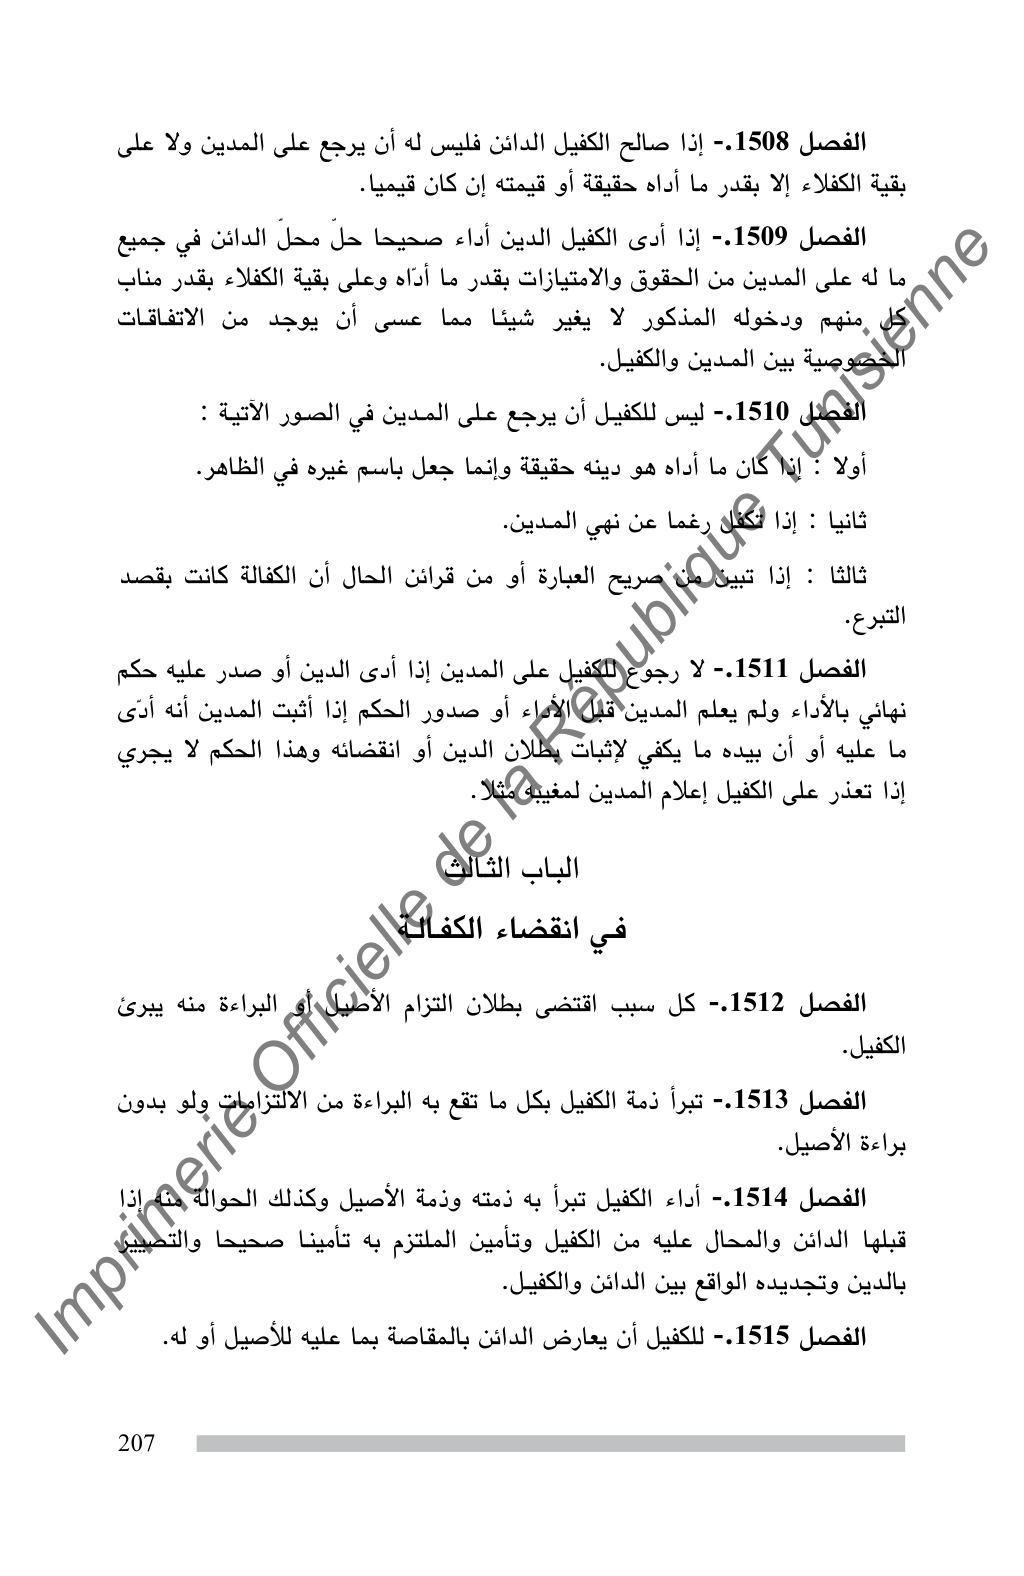 الفصل 1508.- إذا صالح الكفيل الدائن فليس له أن يرجع على المدين ولا على
بقية الكفلاء إلا بقدر ما أداه حقيقة أو قيمته إن كان قيميا.
الفصل 1509.- إذا أدى الكفيل الدين أداء صحيحا حلّ محلّ الدائن في جميع
ما له على المدين من الحقوق والامتيازات بقدر ما أدّاه وعلى بقية الكفلاء بقدر مناب
كل منهم ودخوله المذكور لا يغير شيئا مما عسى أن يوجد من الاتفاقات
الخصوصية بين المدين والكفيل.
الفصل 1510.- ليس للكفيل أن يرجع على المدين في الصور الآتية :
أولا : إذا كان ما أداه هو دينه حقيقة وإنما جعل باسم غيره في الظاهر.
ثانيا : إذا تكفل رغما عن نهي المدين.
ثالثا : إذا تبين من صريح العبارة أو من قرائن الحال أن الكفالة كانت بقصد
التبرع.
الفصل 1511.- لا رجوع للكفيل على المدين إذا أدى الدين أو صدر عليه حكم
نهائي بالأداء ولم يعلم المدين قبل الأداء أو صدور الحكم إذا أثبت المدين أنه أدّى
ما عليه أو أن بيده ما يكفي لإثبات بطلان الدين أو انقضائه وهذا الحكم لا يجري
إذا تعذر على الكفيل إعلام المدين لمغيبه مثلا.
الباب الثالث
في انقضاء الكفالة
الفصل 1512.- كل سبب اقتضى بطلان التزام الأصيل أو البراءة منه يبرئ
الكفيل.
الفصل 1513.- تبرأ ذمة الكفيل بكل ما تقع به البراءة من الالتزامات ولو بدون
براءة الأصيل.
الفصل 1514.- أداء الكفيل تبرأ به ذمته وذمة الأصيل وكذلك الحوالة منه إذا
قبلها الدائن والمحال عليه من الكفيل وتأمين الملتزم به تأمينا صحيحا والتصيير
بالدين وتجديده الواقع بين الدائن والكفيل.
الفصل 1515.- للكفيل أن يعارض الدائن بالمقاصة بما عليه للأصيل أو له.
207
Imprimerie Officielle de la République Tunisienne